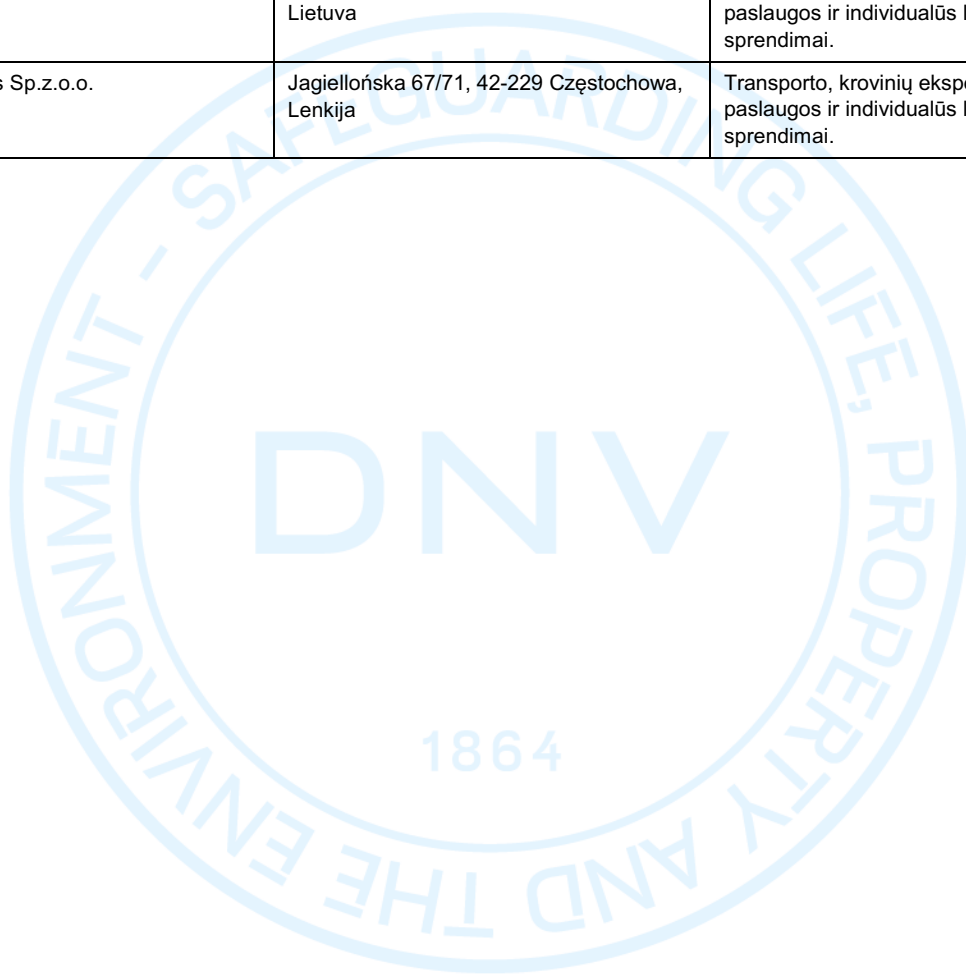 Lietuva
paslaugos ir individualūs
sprendimai.
Sp.z.o.o.
Jagiellońska 67/71, 42-229 Częstochowa,
Lenkija
Transporto, krovinių
paslaugos ir individualūs
sprendimai.
SAFEGUARDING LIFE, PROPERTY AND THE ENVIRONMENT -
DNV
1864